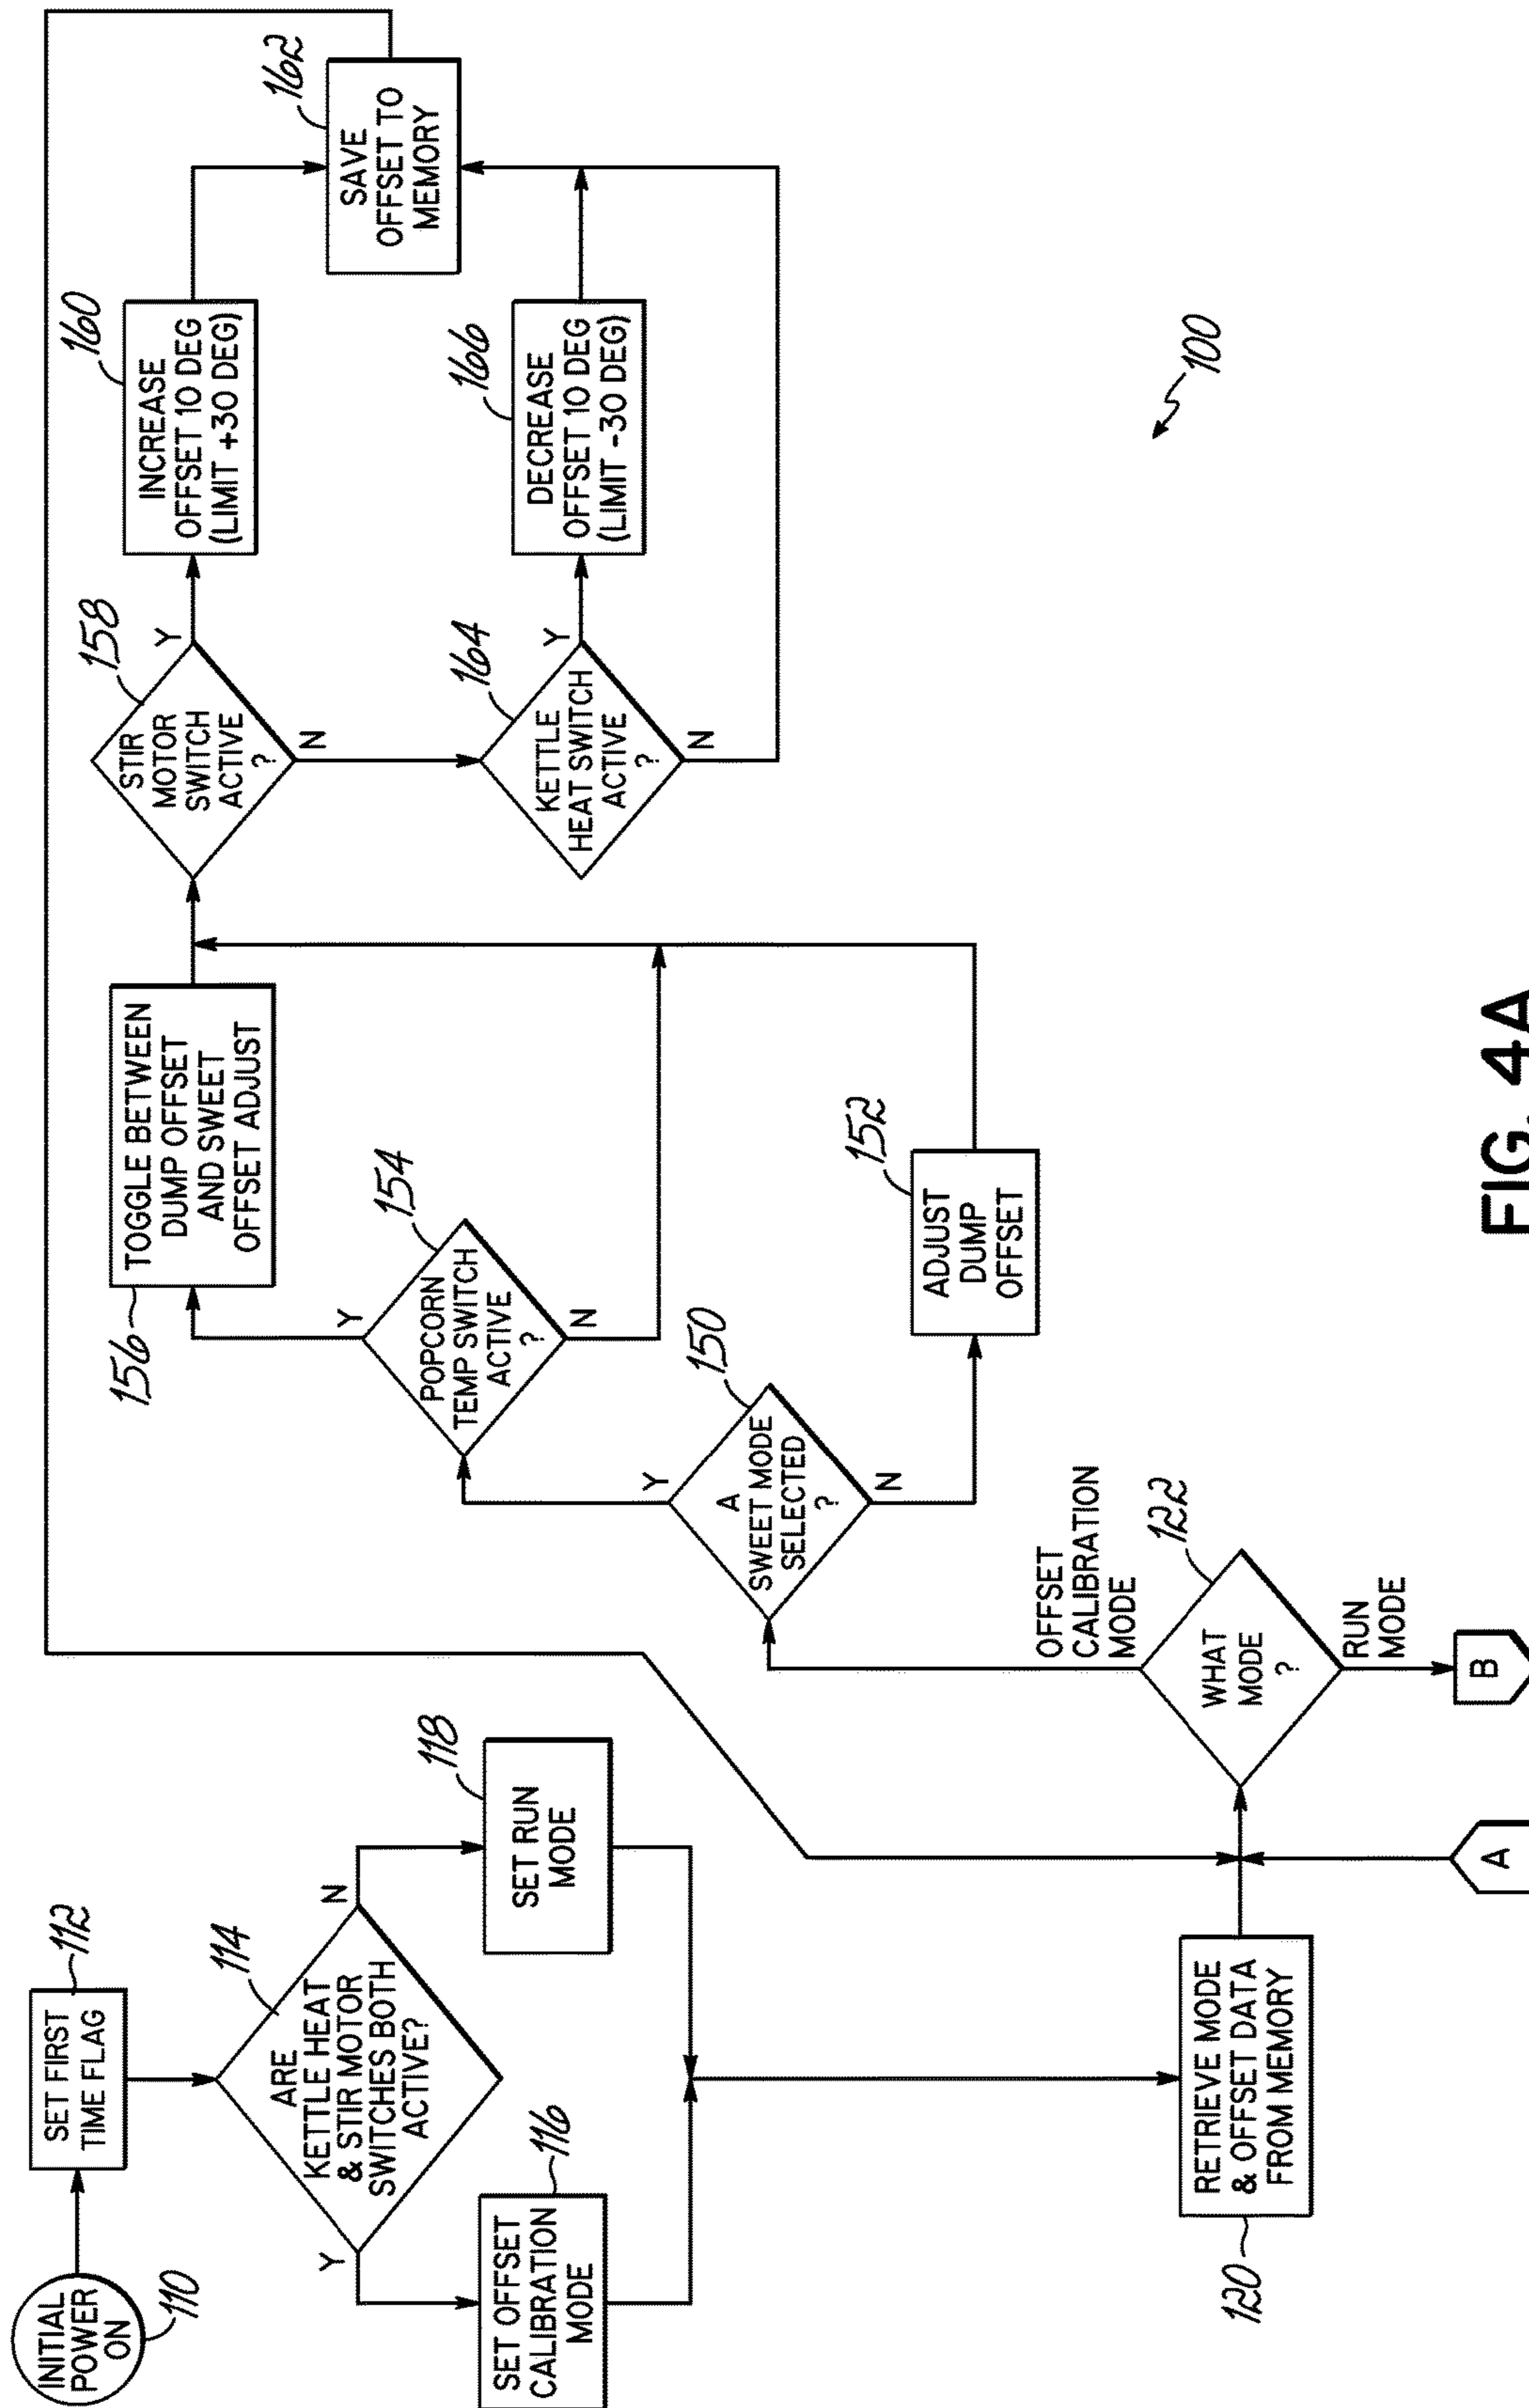 INITIAL
POWER
ON
110
SET FIRST
TIME FLAG
112
ARE
KETTLE HEAT
& STIR MOTOR
SWITCHES BOTH
ACTIVE?
114
Y
N
SET OFFSET
CALIBRATION
MODE
116
SET RUN
MODE
118
RETRIEVE MODE
& OFFSET DATA
FROM MEMORY
120
A
WHAT
MODE
?
122
OFFSET
CALIBRATION
MODE
RUN
MODE
B
A
SWEET MODE
SELECTED
?
150
Y
N
ADJUST
DUMP
OFFSET
152
POPCORN
TEMP SWITCH
ACTIVE
?
154
Y
N
TOGGLE BETWEEN
DUMP OFFSET
AND SWEET
OFFSET ADJUST
156
STIR
MOTOR
SWITCH
ACTIVE
?
158
Y
N
INCREASE
OFFSET 10 DEG
(LIMIT +30 DEG)
160
KETTLE
HEAT SWITCH
ACTIVE
?
164
Y
N
DECREASE
OFFSET 10 DEG
(LIMIT -30 DEG)
166
SAVE
OFFSET TO
MEMORY
162
100
FIG. 4A